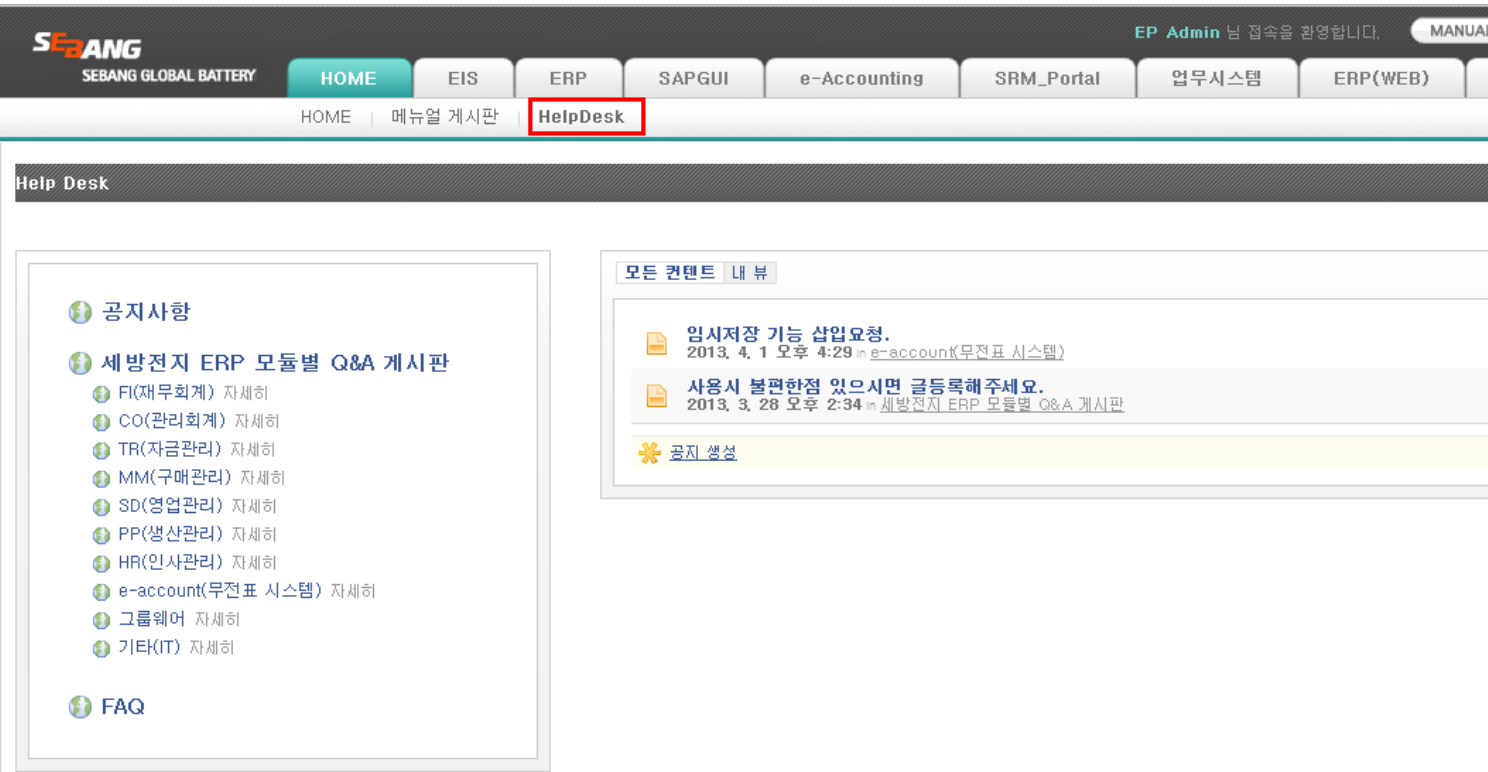 SEBANG
SEBANG GLOBAL BATTERY
EP Admin 님 접속을 환영합니다.
MANUAL
HOME EIS ERP SAPGUI e-Accounting SRM_Portal 업무시스템 ERP(WEB)
HOME | 메뉴얼 게시판 | HelpDesk
Help Desk
공지사항
세방전지 ERP 모듈별 Q&A 게시판
FI(재무회계) 자세히
CO(관리회계) 자세히
TR(자금관리) 자세히
MM(구매관리) 자세히
SD(영업관리) 자세히
PP(생산관리) 자세히
HR(인사관리) 자세히
e-account(무전표 시스템) 자세히
그룹웨어 자세히
기타(IT) 자세히
FAQ
모든 컨텐트 내 뷰
임시저장 기능 삽입요청.
2013. 4. 1 오후 4:29 in e-account(무전표 시스템)
사용시 불편한점 있으시면 글등록해주세요.
2013. 3. 28 오후 2:34 in 세방전지 ERP 모듈별 Q&A 게시판
공지 생성